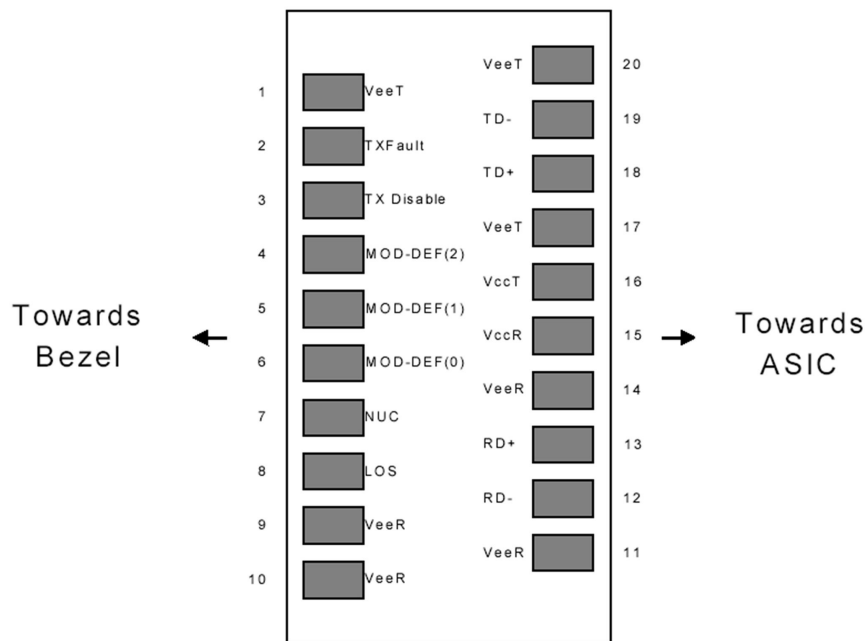 VeeT 20
1 VeeT
TD- 19
2 TXFault
TD+ 18
3 TX Disable
VeeT 17
4 MOD-DEF(2)
VccT 16
5 MOD-DEF(1)
Towards
Bezel
VccR 15
Towards
ASIC
6 MOD-DEF(0)
VeeR 14
7 NUC
RD+ 13
8 LOS
RD- 12
9 VeeR
VeeR 11
10 VeeR